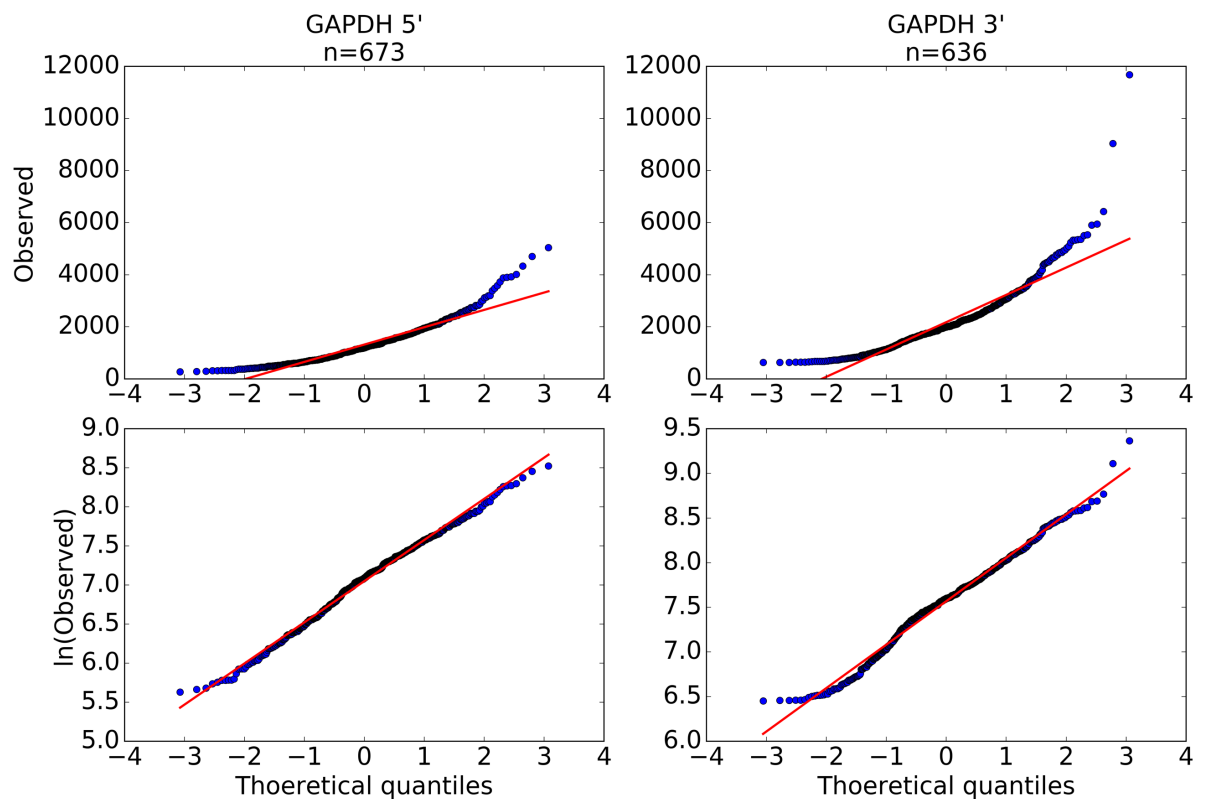 GAPDH 5'
n=673
GAPDH 3'
n=636
Observed
12000
10000
8000
6000
4000
2000
0
−4 −3 −2 −1 0 1 2 3 4
12000
10000
8000
6000
4000
2000
0
−4 −3 −2 −1 0 1 2 3 4
ln(Observed)
9.0
8.5
8.0
7.5
7.0
6.5
6.0
5.5
5.0
−4 −3 −2 −1 0 1 2 3 4
Thoeretical quantiles
9.5
9.0
8.5
8.0
7.5
7.0
6.5
6.0
−4 −3 −2 −1 0 1 2 3 4
Thoeretical quantiles